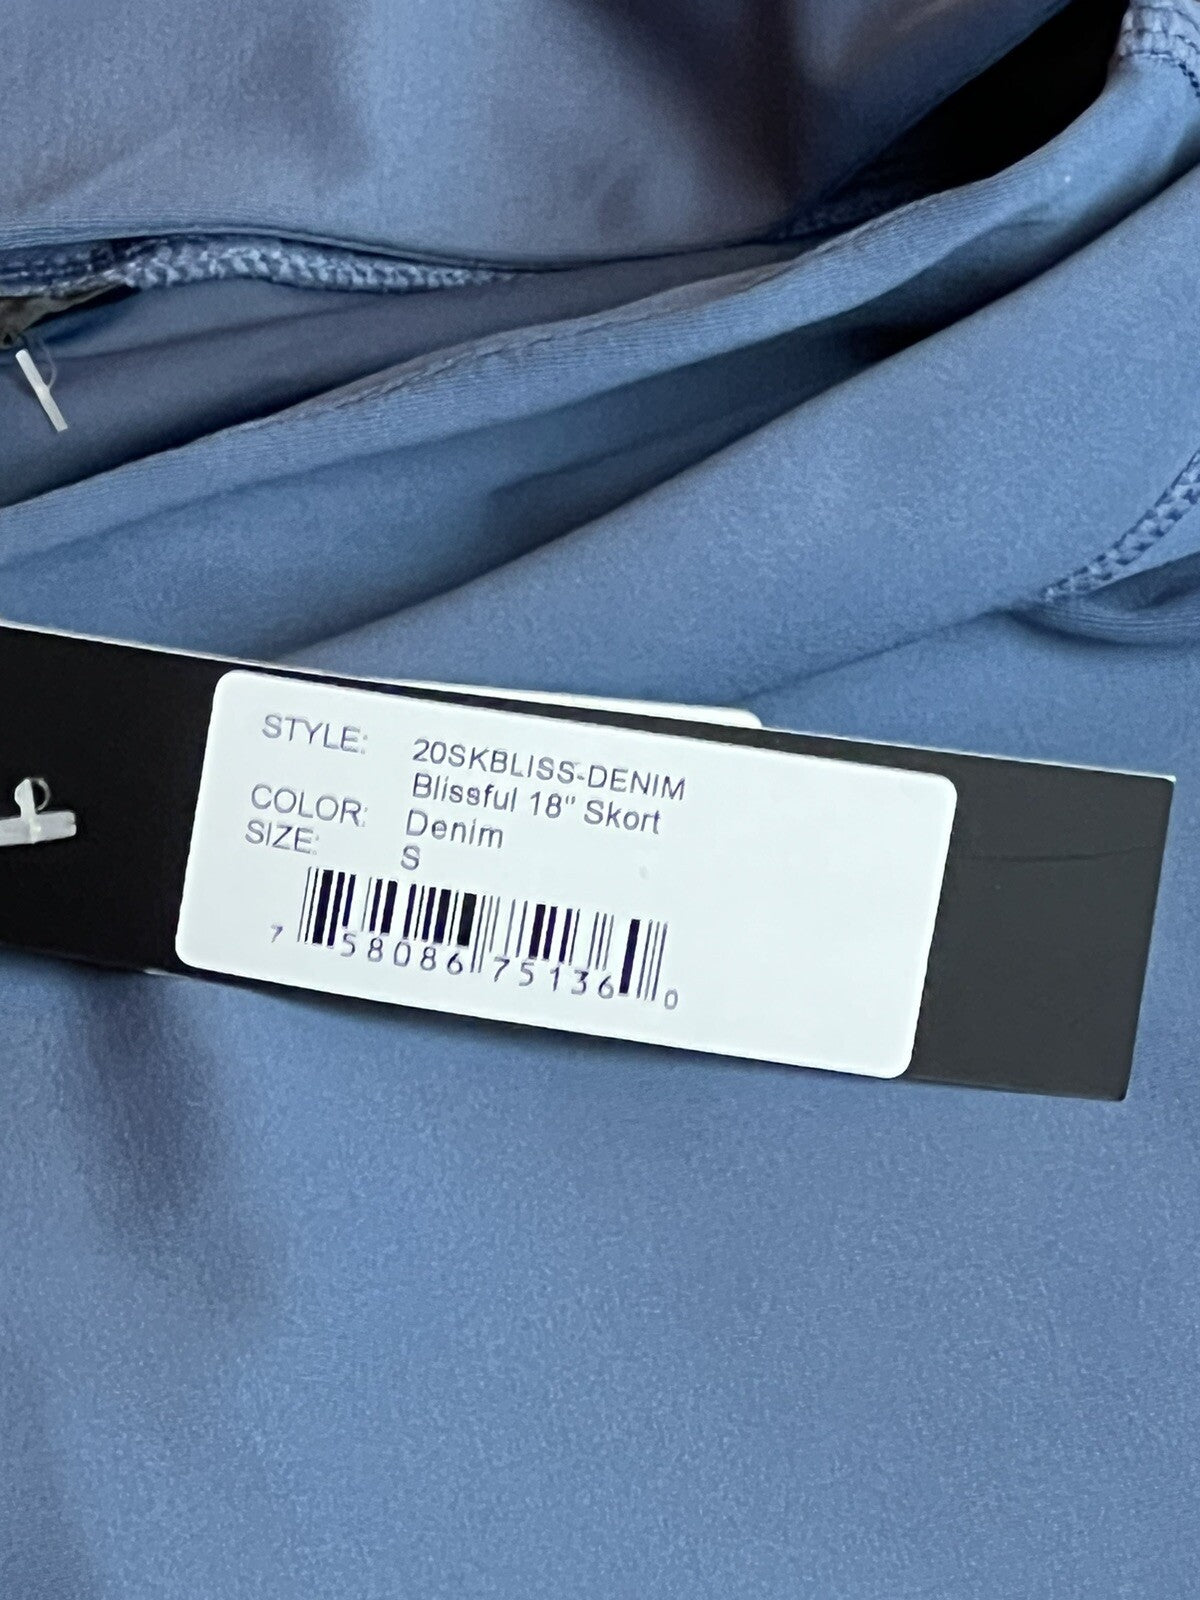 STYLE: 20SKBLISS-DENIM
Blissful 18" Skort
COLOR: Denim
SIZE: S
7 58086 75136 0